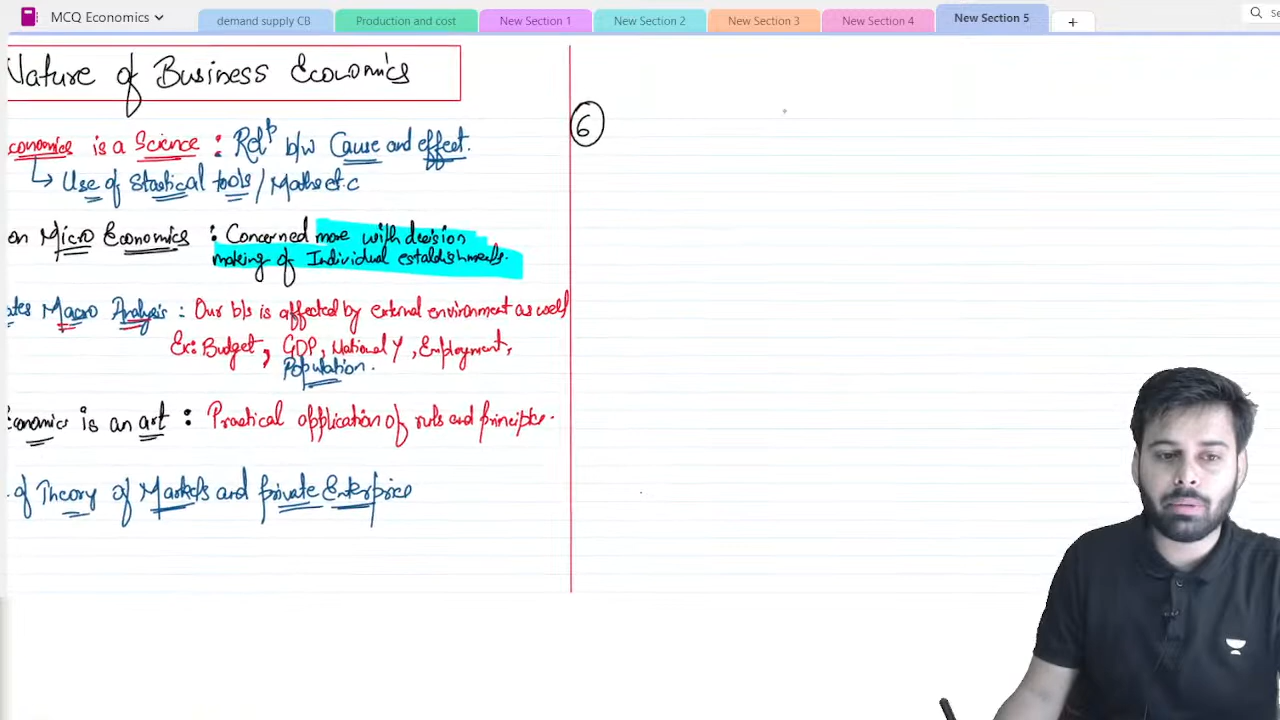 MCQ Economics
demand supply CB
Production and cost
New Section 1
New Section 2
New Section 3
New Section 4
New Section 5
+
Nature of Business Economics
conomics is a Science : Relp b/w Cause and effect.
Use of Stastical tools / Maths et.c
on Micro Economics : Concerned more with decision
making of Individual establishments.
ates Macro Analysis : Our b/s is affected by external environment as well
Ex: Budget, GDP, National Y, Employment,
Population.
conomics is an art : Practical application of ruls and principles.
of Theory of Markets and private Enterprise
6